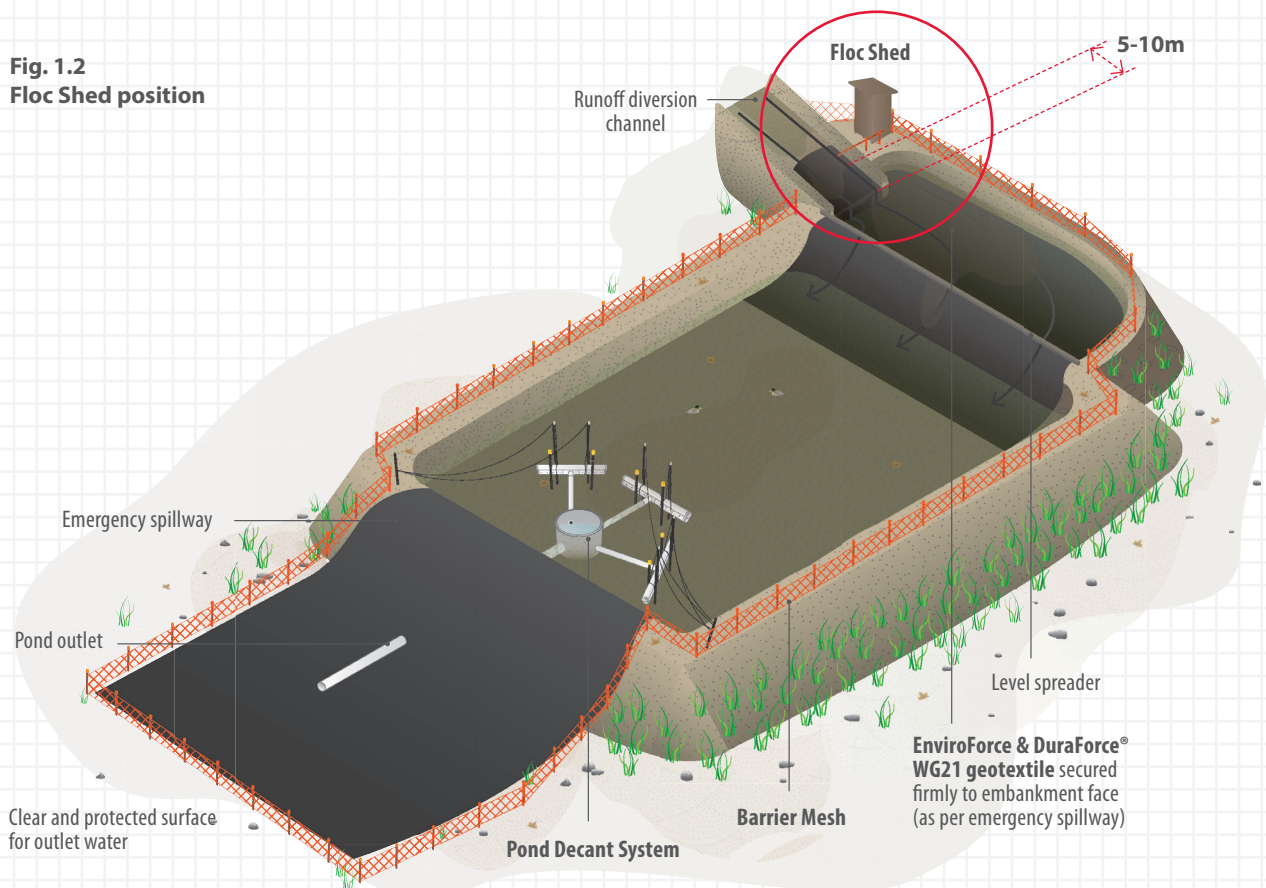 Fig. 1.2
Floc Shed position
Floc Shed
5-10m
Runoff diversion
channel
Emergency spillway
Pond outlet
Level spreader
EnviroForce & DuraForce®
WG21 geotextile secured
firmly to embankment face
(as per emergency spillway)
Barrier Mesh
Clear and protected surface
for outlet water
Pond Decant System